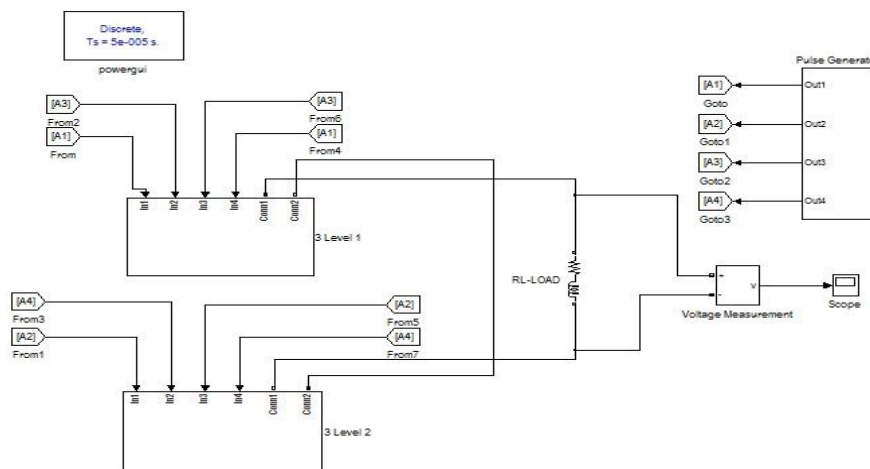 Discrete,
Ts = 5e-005 s.
powergui
Pulse Generat
[A3]
From2
[A1]
From
[A3]
From6
[A1]
From4
[A1]
Goto
Out1
[A2]
Goto1
Out2
[A3]
Goto2
Out3
[A4]
Goto3
Out4
In1
In2
In3
In4
Conn1
Conn2
3 Level 1
RL-LOAD
+
-
v
Voltage Measurement
Scope
[A4]
From3
[A2]
From1
[A2]
From5
[A4]
From7
In1
In2
In3
In4
Conn1
Conn2
3 Level 2